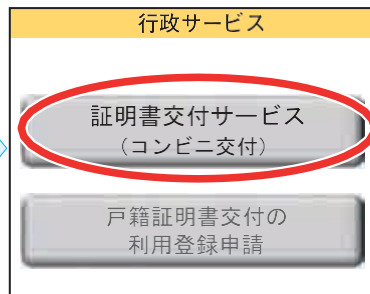 行政サービス
証明書交付サービス
（コンビニ交付）
戸籍証明書交付の
利用登録申請